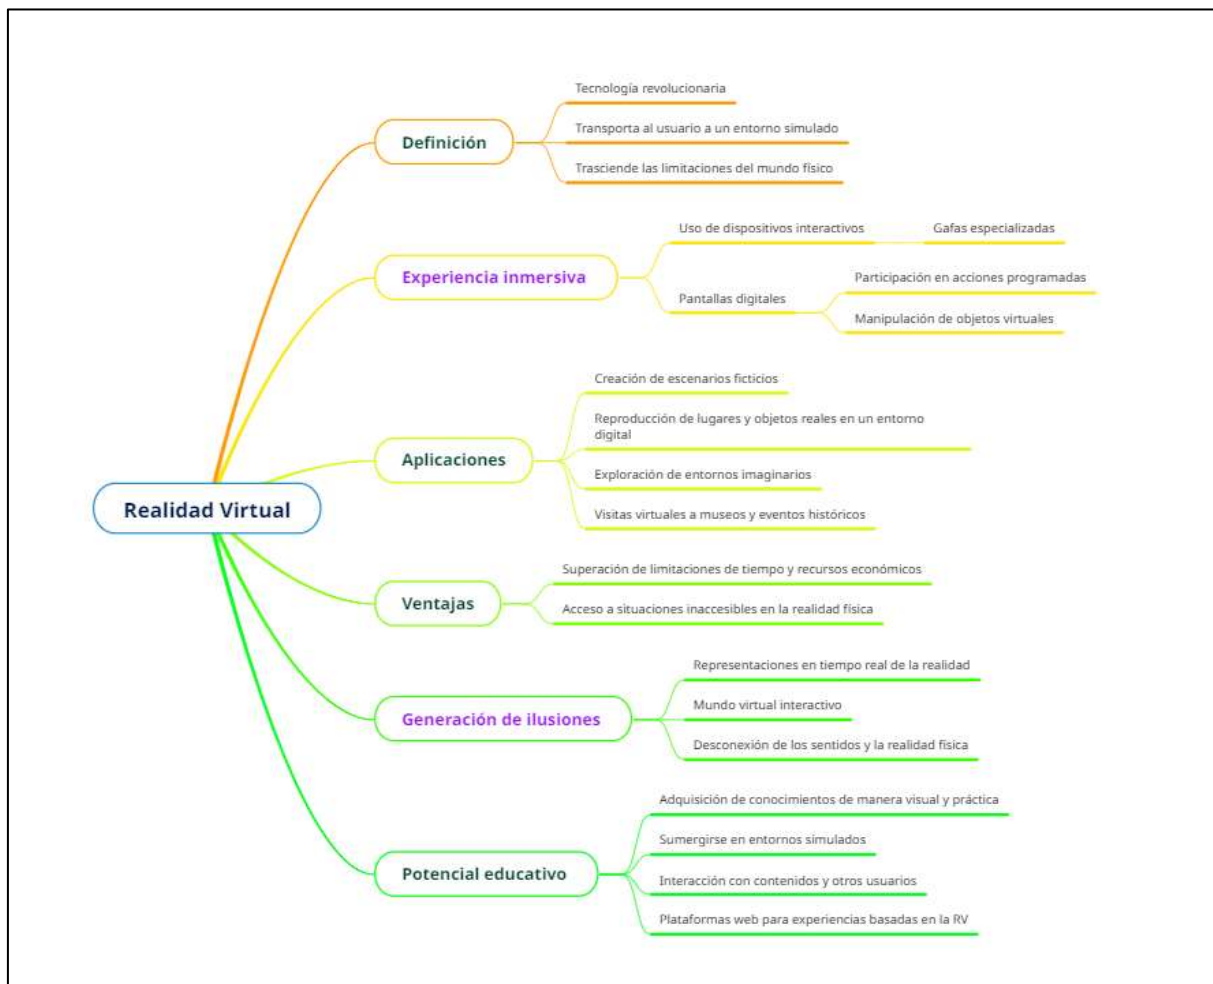 Realidad Virtual
Definición
Tecnología revolucionaria
Transporta al usuario a un entorno simulado
Trasciende las limitaciones del mundo físico
Experiencia inmersiva
Uso de dispositivos interactivos
Gafas especializadas
Pantallas digitales
Participación en acciones programadas
Manipulación de objetos virtuales
Aplicaciones
Creación de escenarios ficticios
Reproducción de lugares y objetos reales en un entorno
digital
Exploración de entornos imaginarios
Visitas virtuales a museos y eventos históricos
Ventajas
Superación de limitaciones de tiempo y recursos económicos
Acceso a situaciones inaccesibles en la realidad física
Generación de ilusiones
Representaciones en tiempo real de la realidad
Mundo virtual interactivo
Desconexión de los sentidos y la realidad física
Potencial educativo
Adquisición de conocimientos de manera visual y práctica
Sumergirse en entornos simulados
Interacción con contenidos y otros usuarios
Plataformas web para experiencias basadas en la RV